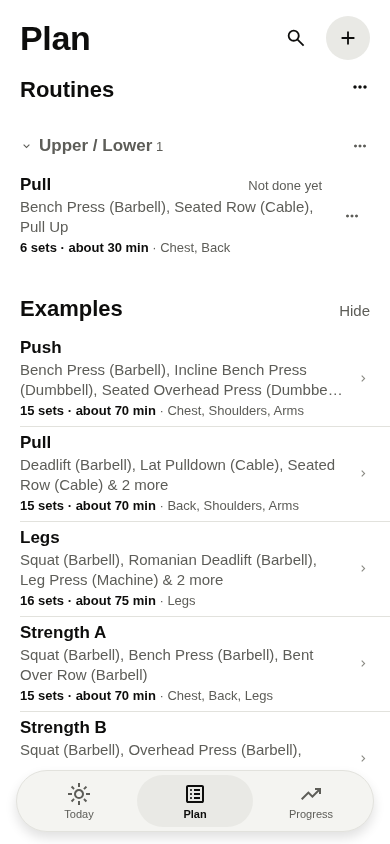 Plan
Routines
Upper / Lower 1
Pull
Not done yet
Bench Press (Barbell), Seated Row (Cable),
Pull Up
6 sets · about 30 min · Chest, Back
Examples
Hide
Push
Bench Press (Barbell), Incline Bench Press
(Dumbbell), Seated Overhead Press (Dumbbe…
15 sets · about 70 min · Chest, Shoulders, Arms
Pull
Deadlift (Barbell), Lat Pulldown (Cable), Seated
Row (Cable) & 2 more
15 sets · about 70 min · Back, Shoulders, Arms
Legs
Squat (Barbell), Romanian Deadlift (Barbell),
Leg Press (Machine) & 2 more
16 sets · about 75 min · Legs
Strength A
Squat (Barbell), Bench Press (Barbell), Bent
Over Row (Barbell)
15 sets · about 70 min · Chest, Back, Legs
Strength B
Squat (Barbell), Overhead Press (Barbell),
Today
Plan
Progress